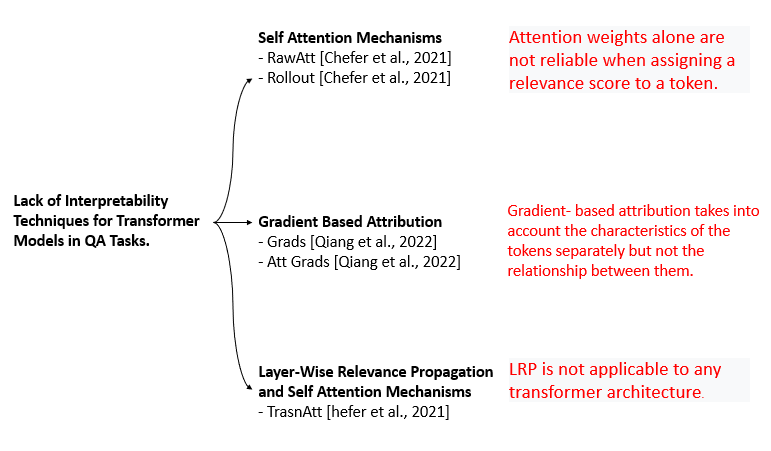 Self Attention Mechanisms
- RawAtt [Chefer et al., 2021]
- Rollout [Chefer et al., 2021]
Attention weights alone are
not reliable when assigning a
relevance score to a token.
Lack of Interpretability
Techniques for Transformer
Models in QA Tasks.
Gradient Based Attribution
- Grads [Qiang et al., 2022]
- Att Grads [Qiang et al., 2022]
Gradient- based attribution takes into
account the characteristics of the
tokens separately but not the
relationship between them.
Layer-Wise Relevance Propagation
and Self Attention Mechanisms
- TrasnAtt [hefer et al., 2021]
LRP is not applicable to any
transformer architecture.